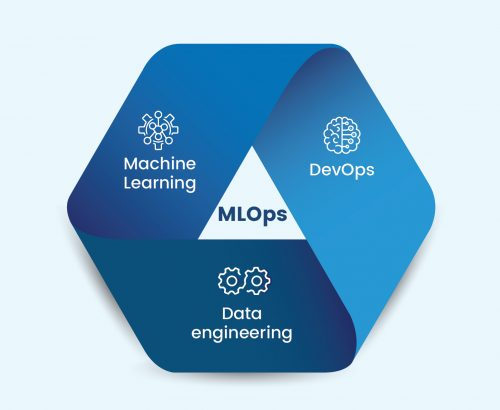 Machine
Learning
DevOps
MLOps
Data
engineering